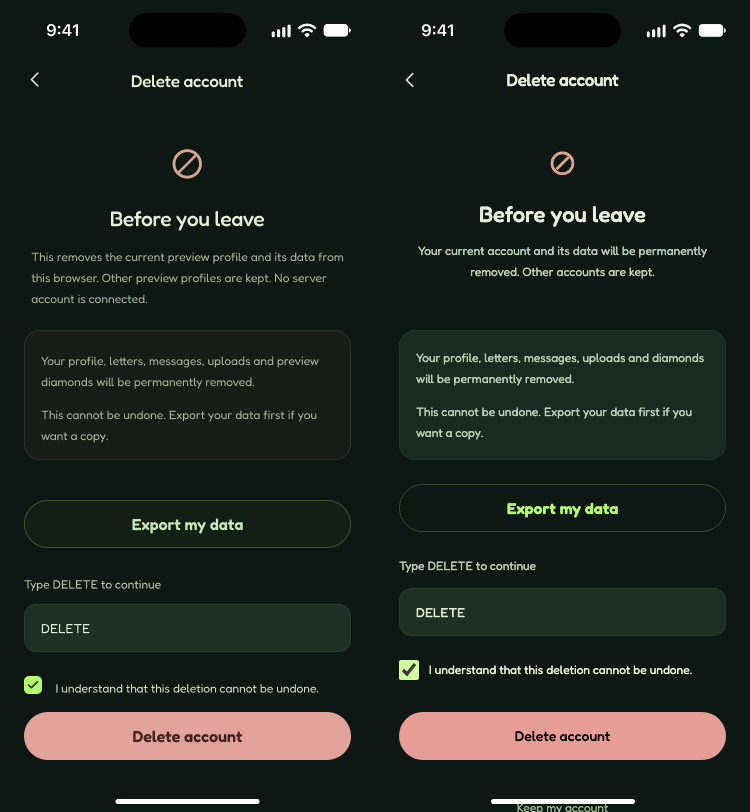 9:41
Delete account
Before you leave
This removes the current preview profile and its data from
this browser. Other preview profiles are kept. No server
account is connected.
Your profile, letters, messages, uploads and preview
diamonds will be permanently removed.
This cannot be undone. Export your data first if you
want a copy.
Export my data
Type DELETE to continue
DELETE
I understand that this deletion cannot be undone.
Delete account
9:41
Delete account
Before you leave
Your current account and its data will be permanently
removed. Other accounts are kept.
Your profile, letters, messages, uploads and diamonds
will be permanently removed.
This cannot be undone. Export your data first if you
want a copy.
Export my data
Type DELETE to continue
DELETE
I understand that this deletion cannot be undone.
Delete account
Keep my account